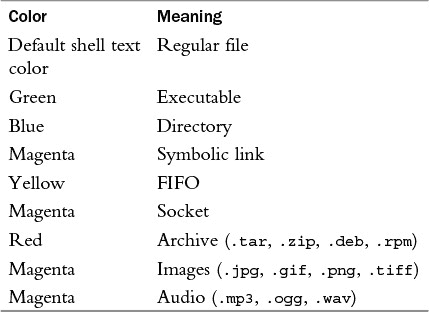 Color Meaning
Default shell text Regular file
color
Green Executable
Blue Directory
Magenta Symbolic link
Yellow FIFO
Magenta Socket
Red Archive (.tar, .zip, .deb, .rpm)
Magenta Images (.jpg, .gif, .png, .tiff)
Magenta Audio (.mp3, .ogg, .wav)